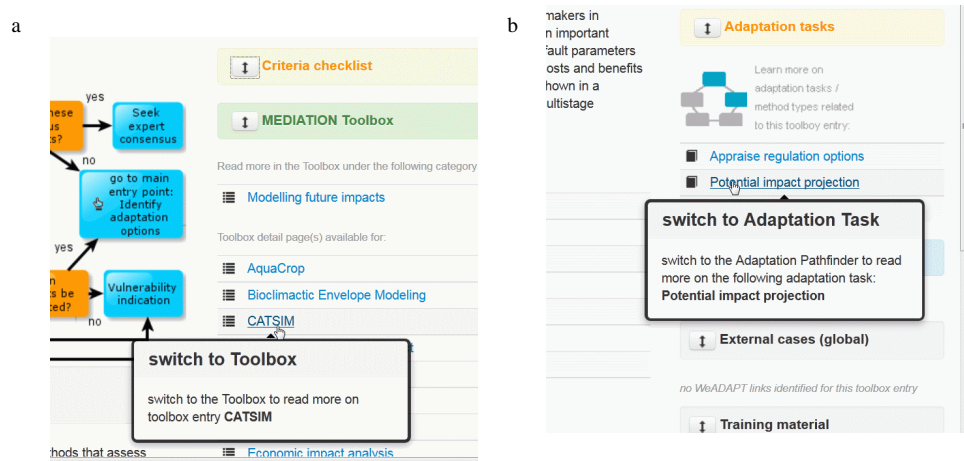 a
yes
Seek
expert
consensus
no
go to main
entry point:
Identify
adaptation
options
yes
Vulnerability
indication
no
Criteria checklist
MEDIATION Toolbox
Read more in the Toolbox under the following category
Modelling future impacts
Toolbox detail page(s) available for:
AquaCrop
Bioclimactic Envelope Modeling
CATSIM
switch to Toolbox
switch to the Toolbox to read more on
toolbox entry CATSIM
that assess
Economic impact analysis
b
makers in
important
parameters
and benefits
in a
Adaptation tasks
Learn more on
adaptation tasks /
method types related
to this toolboy entry:
Appraise regulation options
Potential impact projection
switch to Adaptation Task
switch to the Adaptation Pathfinder to read
more on the following adaptation task:
Potential impact projection
External cases (global)
no WeADAPT links identified for this toolbox entry
Training material